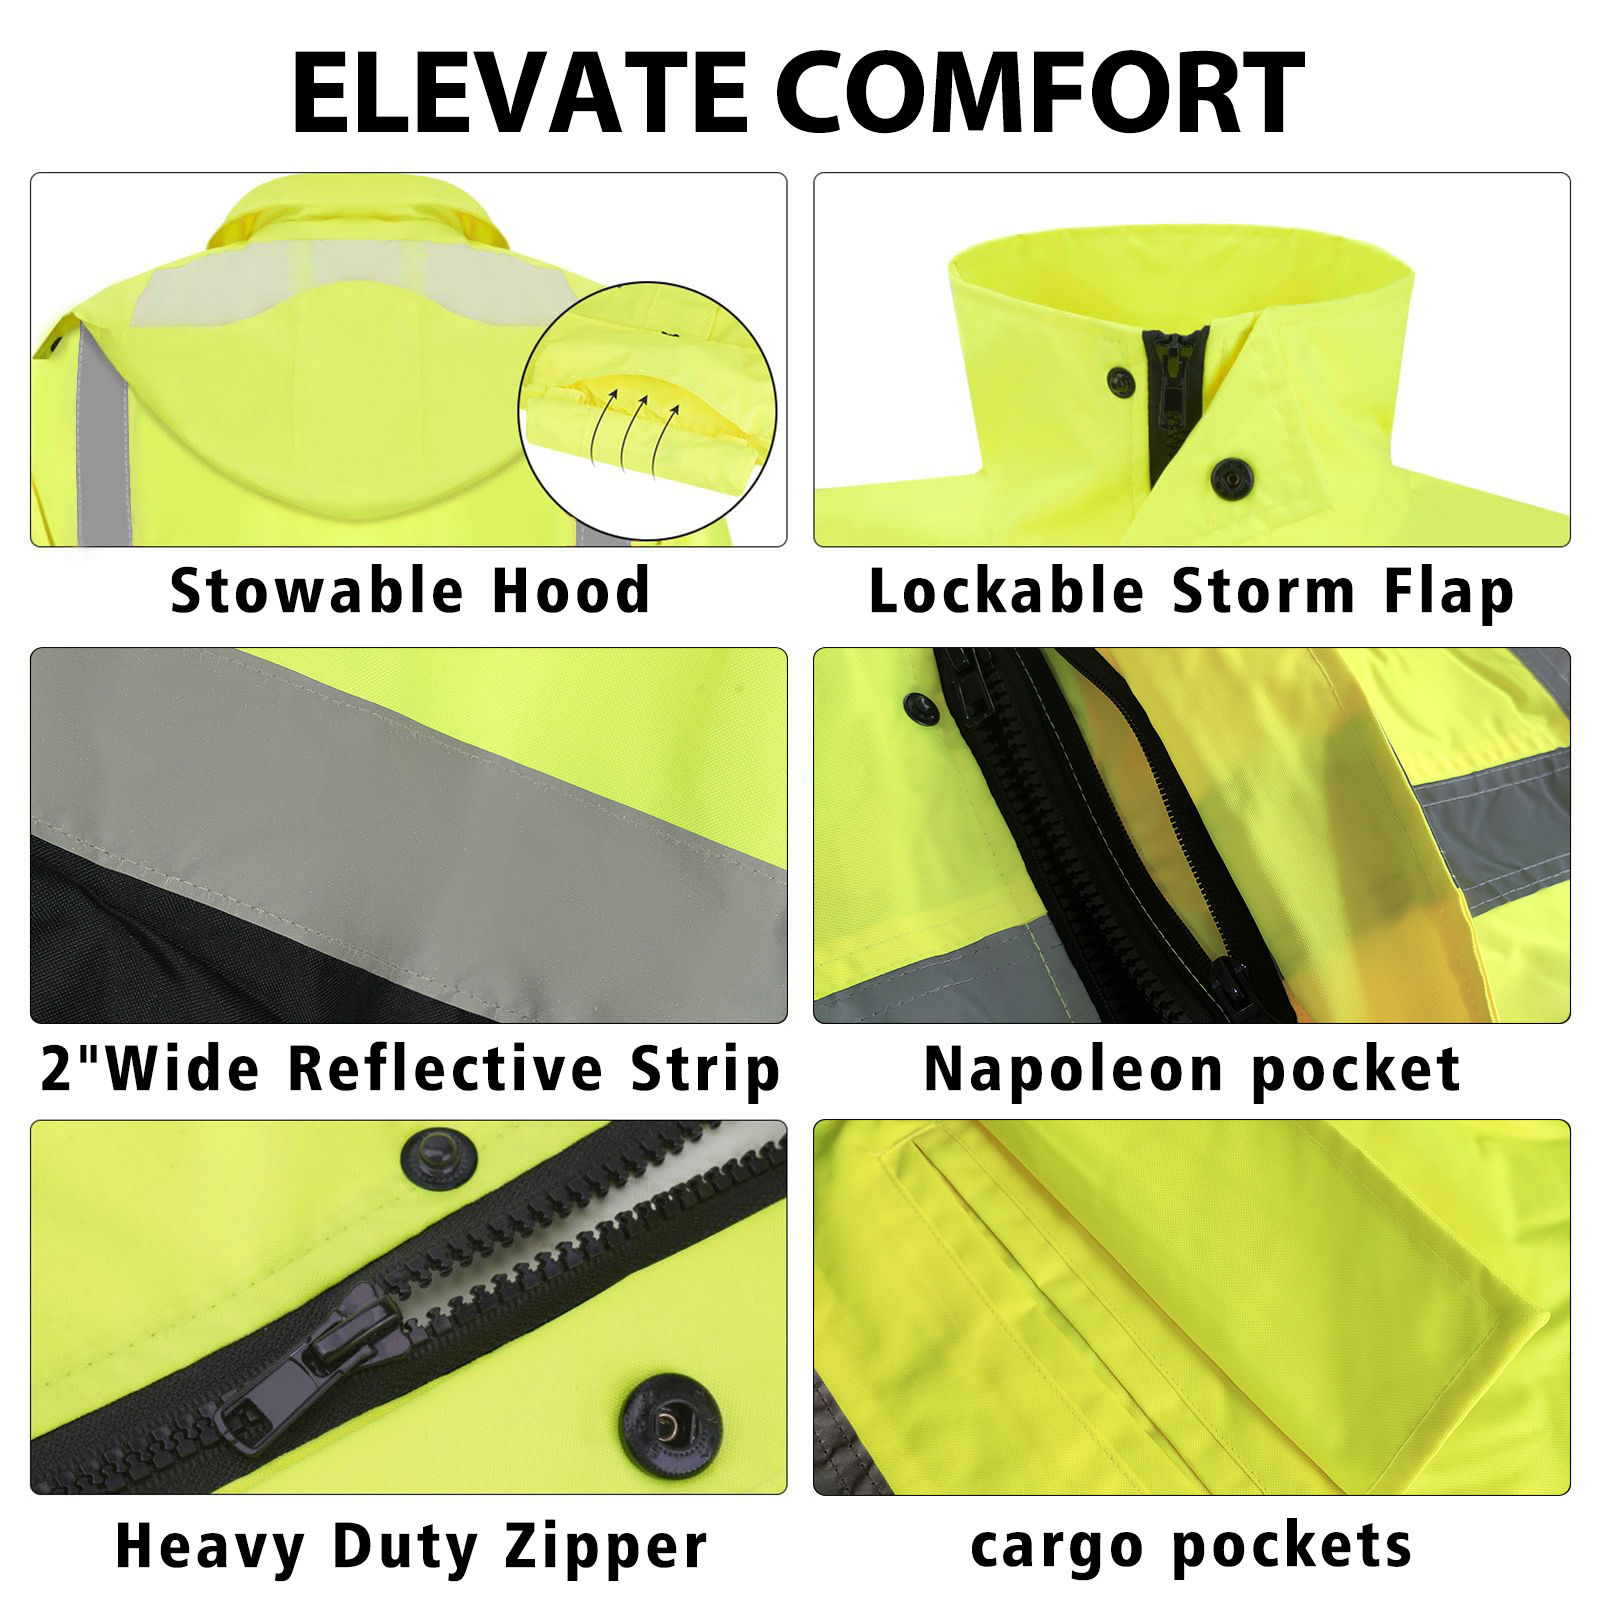 ELEVATE COMFORT
Stowable Hood
Lockable Storm Flap
2"Wide Reflective Strip
Napoleon pocket
Heavy Duty Zipper
cargo pockets